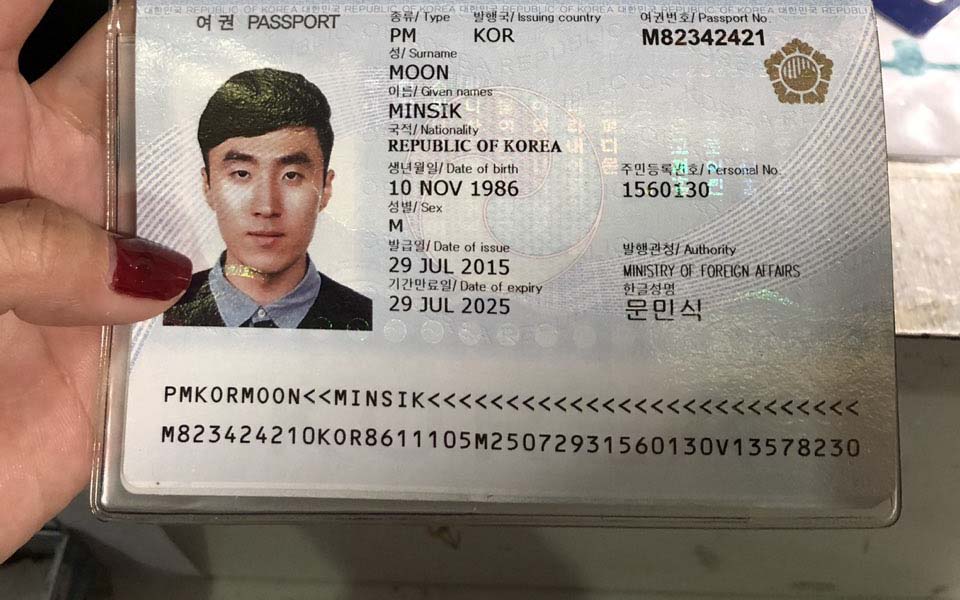 대한민국 REPUBLIC OF KOREA 대한민국 REPUBLIC OF KOREA 대한민국 REPUBLIC OF KOREA 대한민국 REPUBLIC OF KOREA 대한민국
여권 PASSPORT
종류/ Type 발행국/ Issuing country 여권번호/ Passport No.
PM KOR M82342421
성/ Surname
MOON
이름/ Given names
MINSIK
국적/ Nationality
REPUBLIC OF KOREA
생년월일/ Date of birth 주민등록번호/ Personal No.
10 NOV 1986 1560130
성별/ Sex
M
발급일/ Date of issue 발행관청/ Authority
29 JUL 2015 MINISTRY OF FOREIGN AFFAIRS
기간만료일/ Date of expiry 한글성명
29 JUL 2025 문민식
PMKORMOON<<MINSIK<<<<<<<<<<<<<<<<<<<<<<<<<<<
M823424210KOR8611105M25072931560130V13578230